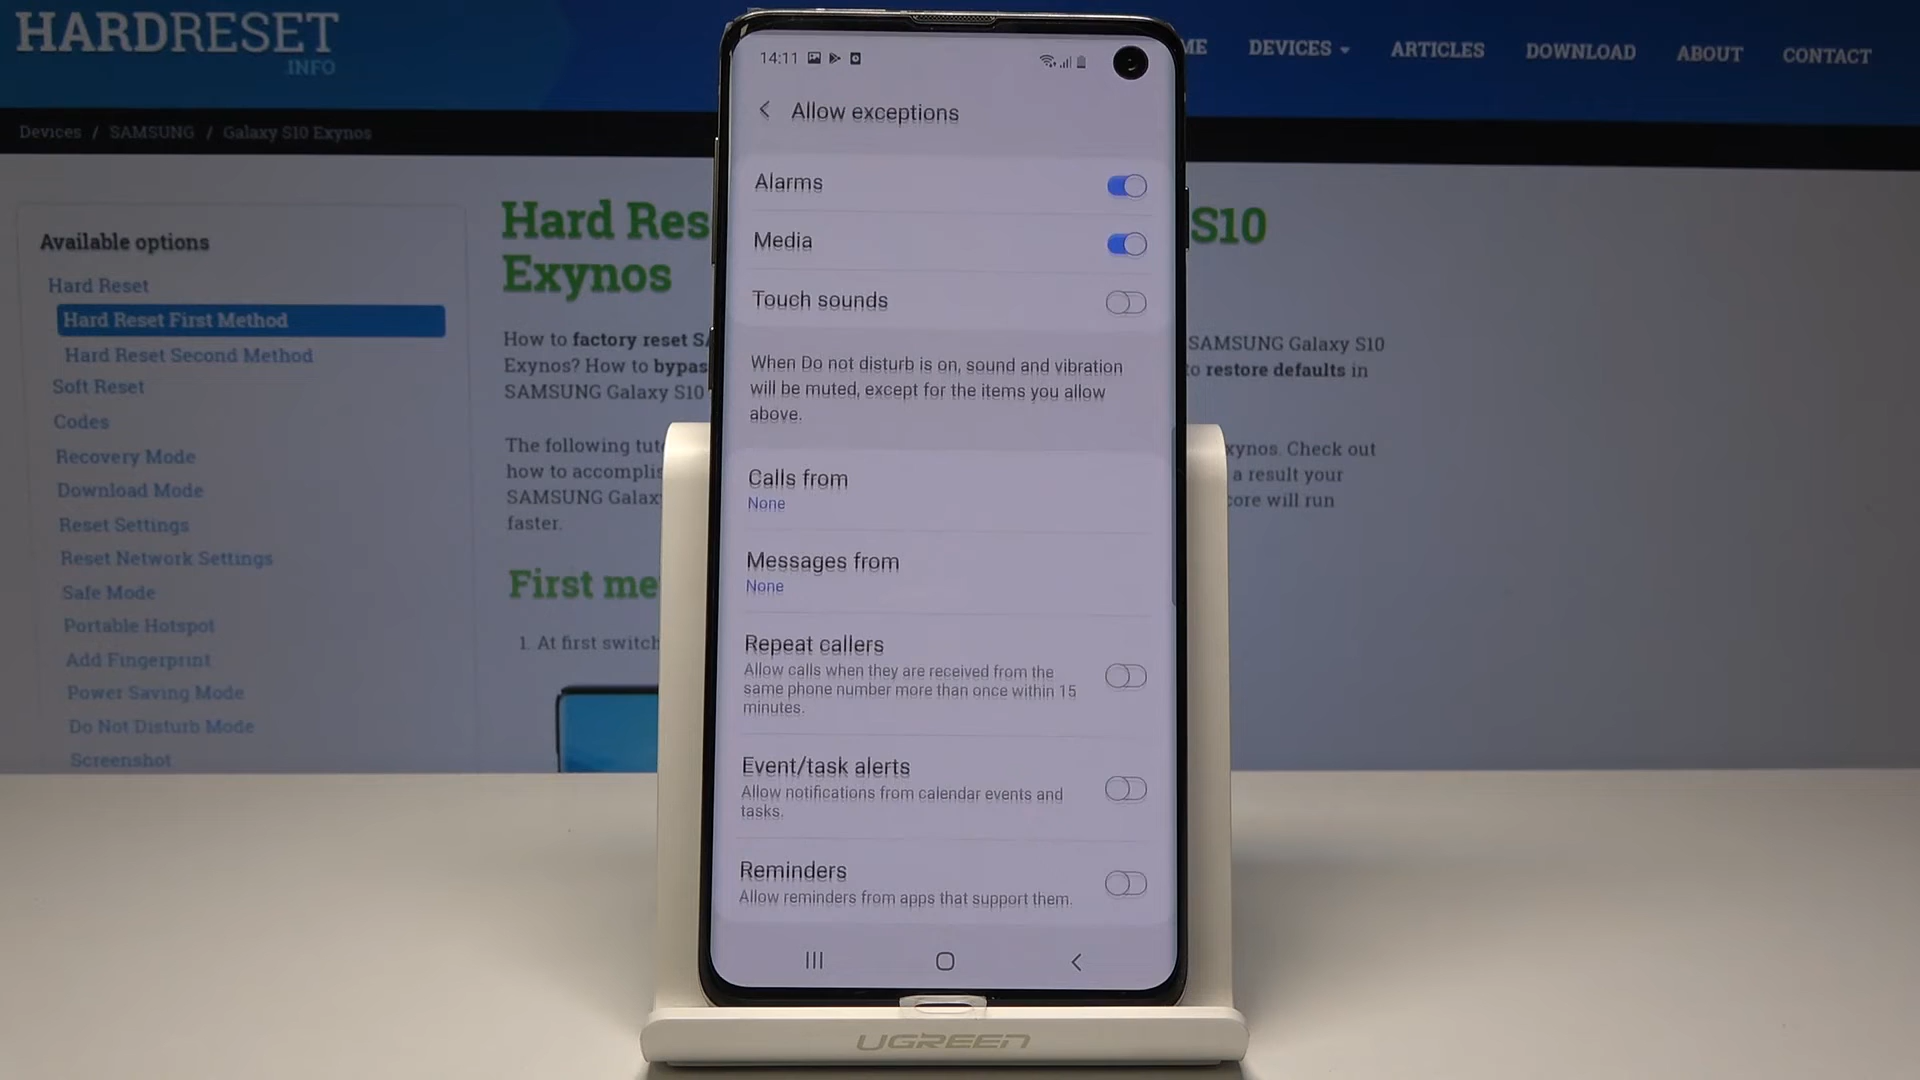 HARDRESET
.INFO
DEVICES
ARTICLES
DOWNLOAD
ABOUT
CONTACT
Devices / SAMSUNG / Galaxy S10 Exynos
Available options
Hard Reset
Hard Reset First Method
Hard Reset Second Method
Soft Reset
Codes
Recovery Mode
Download Mode
Reset Settings
Reset Network Settings
Safe Mode
Portable Hotspot
Add Fingerprint
Power Saving Mode
Do Not Disturb Mode
Screenshot
Hard Res
S10
Exynos
How to factory reset SA
SAMSUNG Galaxy S10
Exynos? How to bypas
to restore defaults in
SAMSUNG Galaxy S10
The following tut
xynos. Check out
how to accomplis
a result your
SAMSUNG Galax
core will run
faster.
First me
1. At first switch
14:11
Allow exceptions
Alarms
Media
Touch sounds
When Do not disturb is on, sound and vibration
will be muted, except for the items you allow
above.
Calls from
None
Messages from
None
Repeat callers
Allow calls when they are received from the
same phone number more than once within 15
minutes.
Event/task alerts
Allow notifications from calendar events and
tasks.
Reminders
Allow reminders from apps that support them.
UGREEN